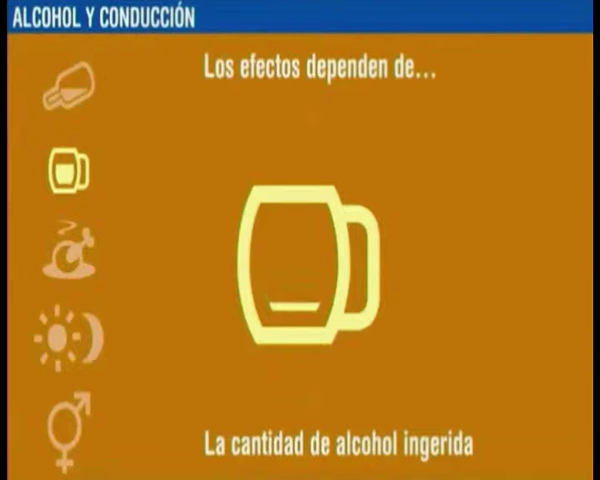 ALCOHOL Y CONDUCCIÓN
Los efectos dependen de...
La cantidad de alcohol ingerida